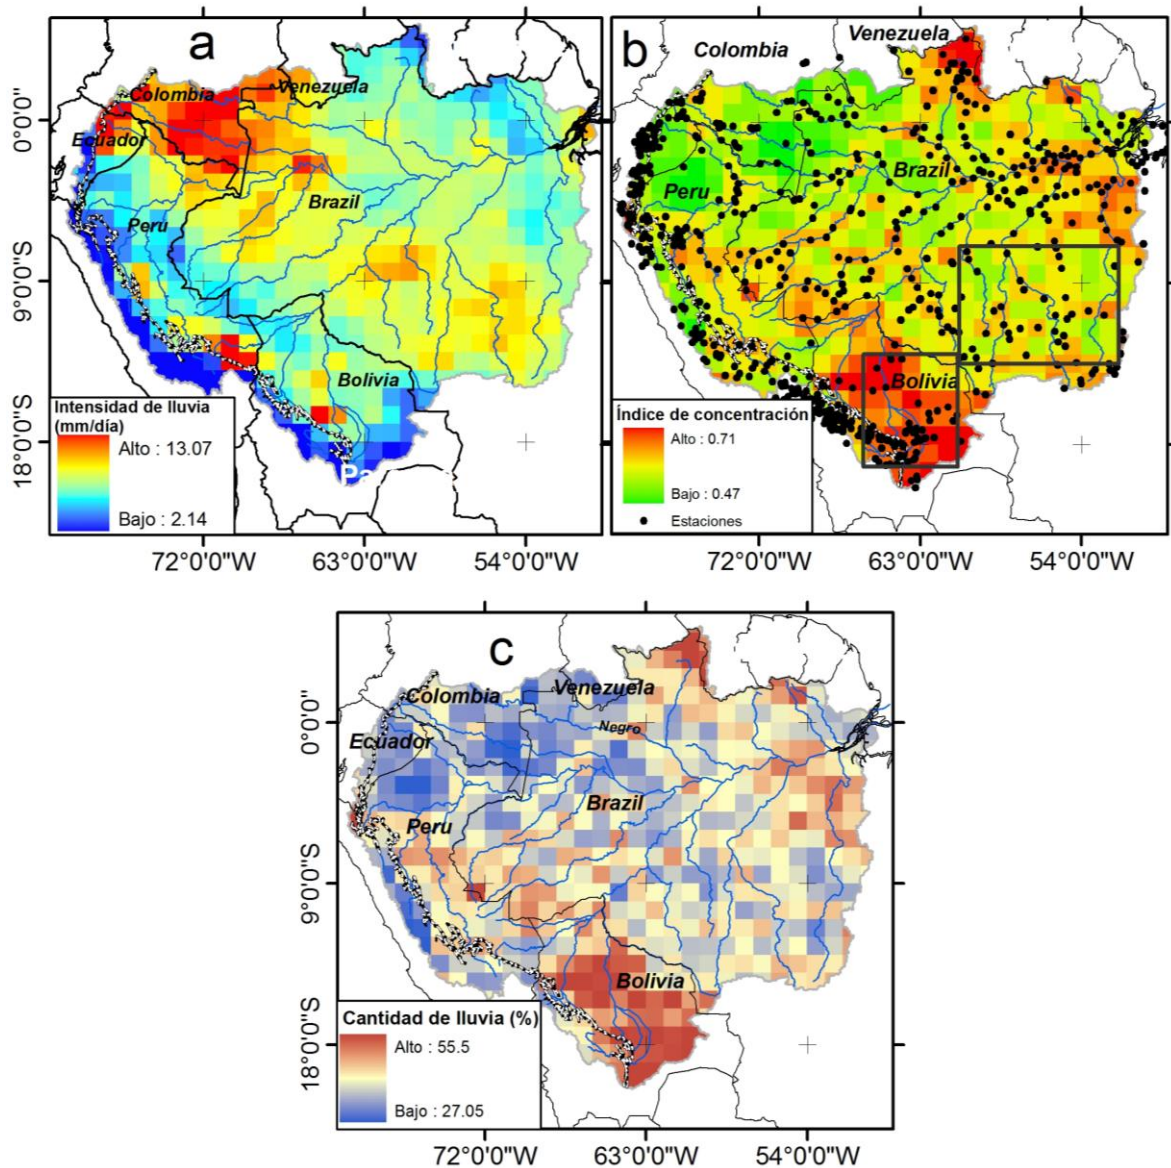 a
Colombia
Venezuela
Ecuador
Peru
Brazil
Bolivia
0°0'0"
9°0'0"S
18°0'0"S
Intensidad de lluvia
(mm/día)
Alto : 13.07
Bajo : 2.14
72°0'0"W
63°0'0"W
54°0'0"W
b
Colombia
Venezuela
Peru
Brazil
Bolivia
Índice de concentración
Alto : 0.71
Bajo : 0.47
Estaciones
72°0'0"W
63°0'0"W
54°0'0"W
c
Colombia
Venezuela
Negro
Ecuador
Brazil
Peru
Bolivia
0°0'0"
9°0'0"S
18°0'0"S
Cantidad de lluvia (%)
Alto : 55.5
Bajo : 27.05
72°0'0"W
63°0'0"W
54°0'0"W